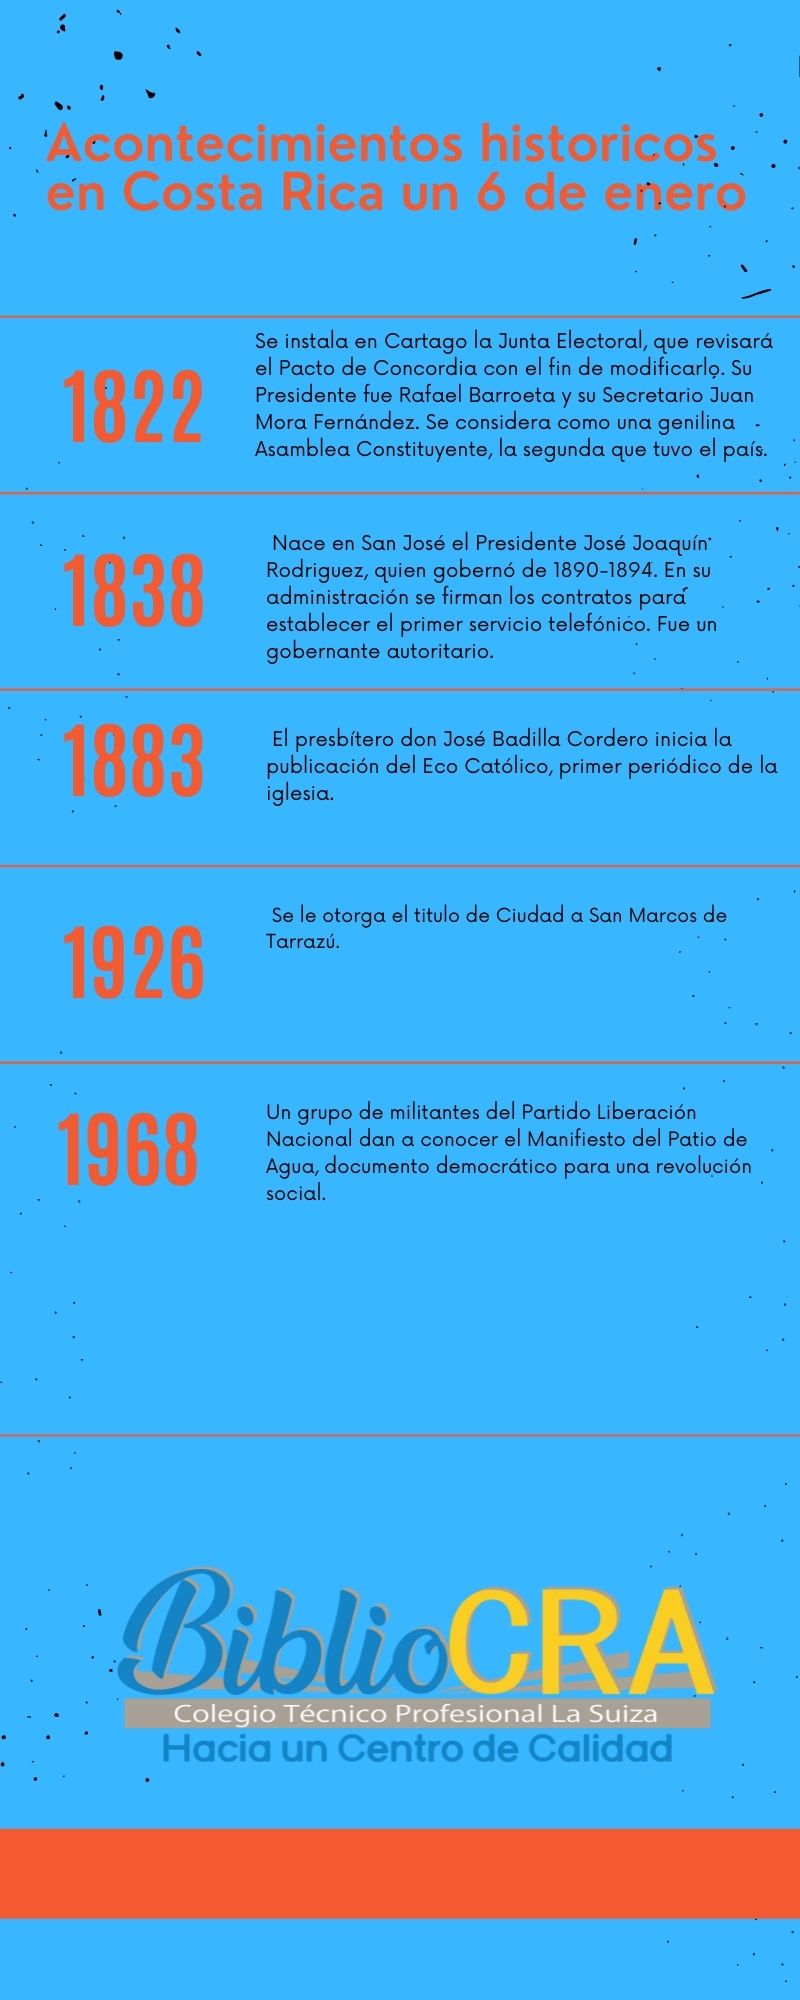 Acontecimientos historicos
en Costa Rica un 6 de enero
1822
Se instala en Cartago la Junta Electoral, que revisará
el Pacto de Concordia con el fin de modificarlo. Su
Presidente fue Rafael Barroeta y su Secretario Juan
Mora Fernández. Se considera como una genilina
Asamblea Constituyente, la segunda que tuvo el país.
1838
Nace en San José el Presidente José Joaquín
Rodriguez, quien gobernó de 1890-1894. En su
administración se firman los contratos para
establecer el primer servicio telefónico. Fue un
gobernante autoritario.
1883
El presbítero don José Badilla Cordero inicia la
publicación del Eco Católico, primer periódico de la
iglesia.
1926
Se le otorga el titulo de Ciudad a San Marcos de
Tarrazú.
1968
Un grupo de militantes del Partido Liberación
Nacional dan a conocer el Manifiesto del Patio de
Agua, documento democrático para una revolución
social.
BiblioCRA
Colegio Técnico Profesional La Suiza
Hacia un Centro de Calidad